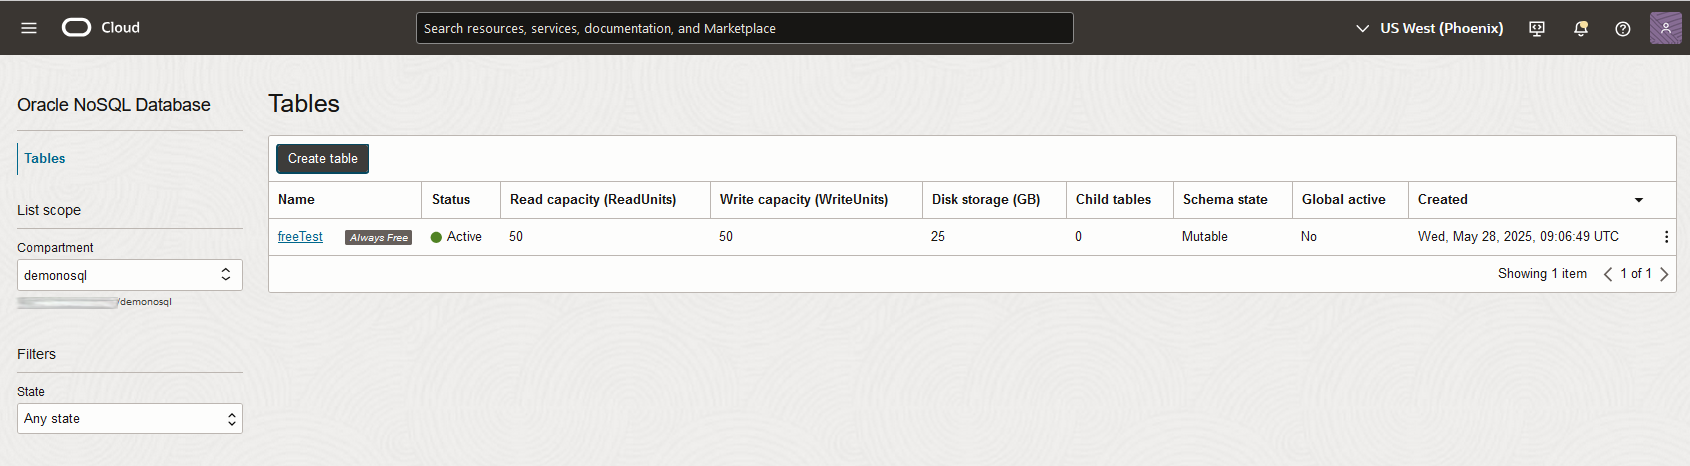 Cloud
Search resources, services, documentation, and Marketplace
US West (Phoenix)
Oracle NoSQL Database
Tables
List scope
Compartment
demonosql
/demonosql
Filters
State
Any state
Tables
Create table
Name Status Read capacity (ReadUnits) Write capacity (WriteUnits) Disk storage (GB) Child tables Schema state Global active Created
freeTest Always Free Active 50 50 25 0 Mutable No Wed, May 28, 2025, 09:06:49 UTC
Showing 1 item 1 of 1